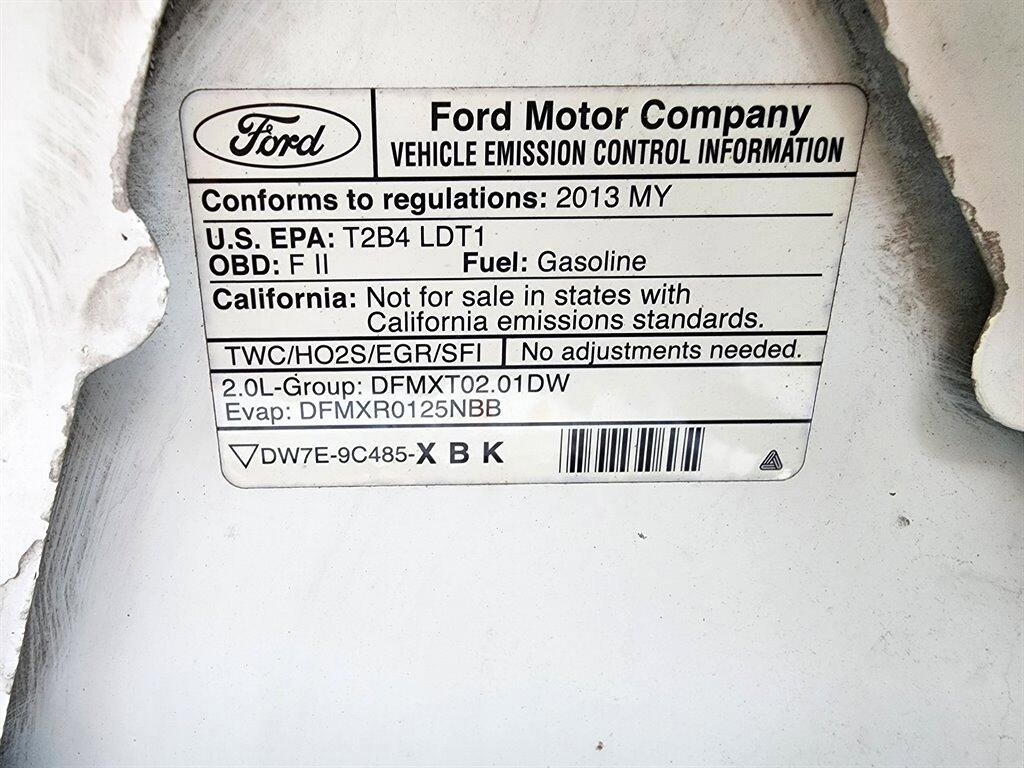 Ford
Ford Motor Company
VEHICLE EMISSION CONTROL INFORMATION
Conforms to regulations: 2013 MY
U.S. EPA: T2B4 LDT1
OBD: F II Fuel: Gasoline
California: Not for sale in states with
California emissions standards.
TWC/HO2S/EGR/SFI No adjustments needed.
2.0L-Group: DFMXT02.01DW
Evap: DFMXR0125NBB
DW7E-9C485-X B K